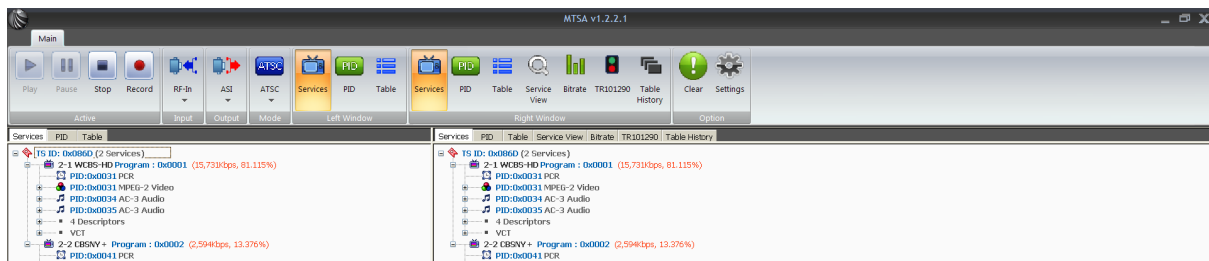 MTSA v1.2.2.1
Main
Play Pause Stop Record RF-In ASI ATSC Services PID Table Services PID Table Service View Bitrate TR101290 Table History Clear Settings
Active Input Output Mode Left Window Right Window Option
Services PID Table Services PID Table Service View Bitrate TR101290 Table History
TS ID: 0x086D (2 Services)
2-1 WCBS-HD Program : 0x0001 (15,731Kbps, 81.115%)
PID:0x0031 PCR
PID:0x0031 MPEG-2 Video
PID:0x0034 AC-3 Audio
PID:0x0035 AC-3 Audio
4 Descriptors
VCT
2-2 CBSNY+ Program : 0x0002 (2,594Kbps, 13.376%)
PID:0x0041 PCR
TS ID: 0x086D (2 Services)
2-1 WCBS-HD Program : 0x0001 (15,731Kbps, 81.115%)
PID:0x0031 PCR
PID:0x0031 MPEG-2 Video
PID:0x0034 AC-3 Audio
PID:0x0035 AC-3 Audio
4 Descriptors
VCT
2-2 CBSNY+ Program : 0x0002 (2,594Kbps, 13.376%)
PID:0x0041 PCR